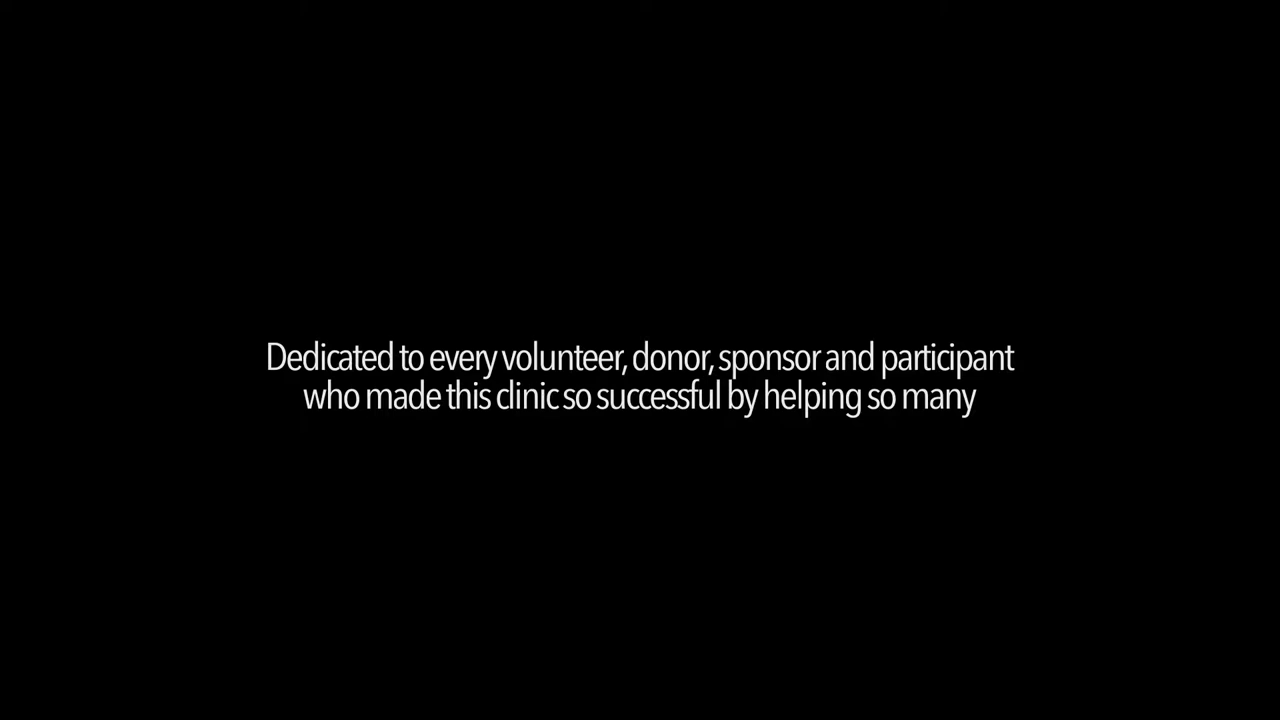 Dedicated to every volunteer, donor, sponsor and participant
who made this clinic so successful by helping so many